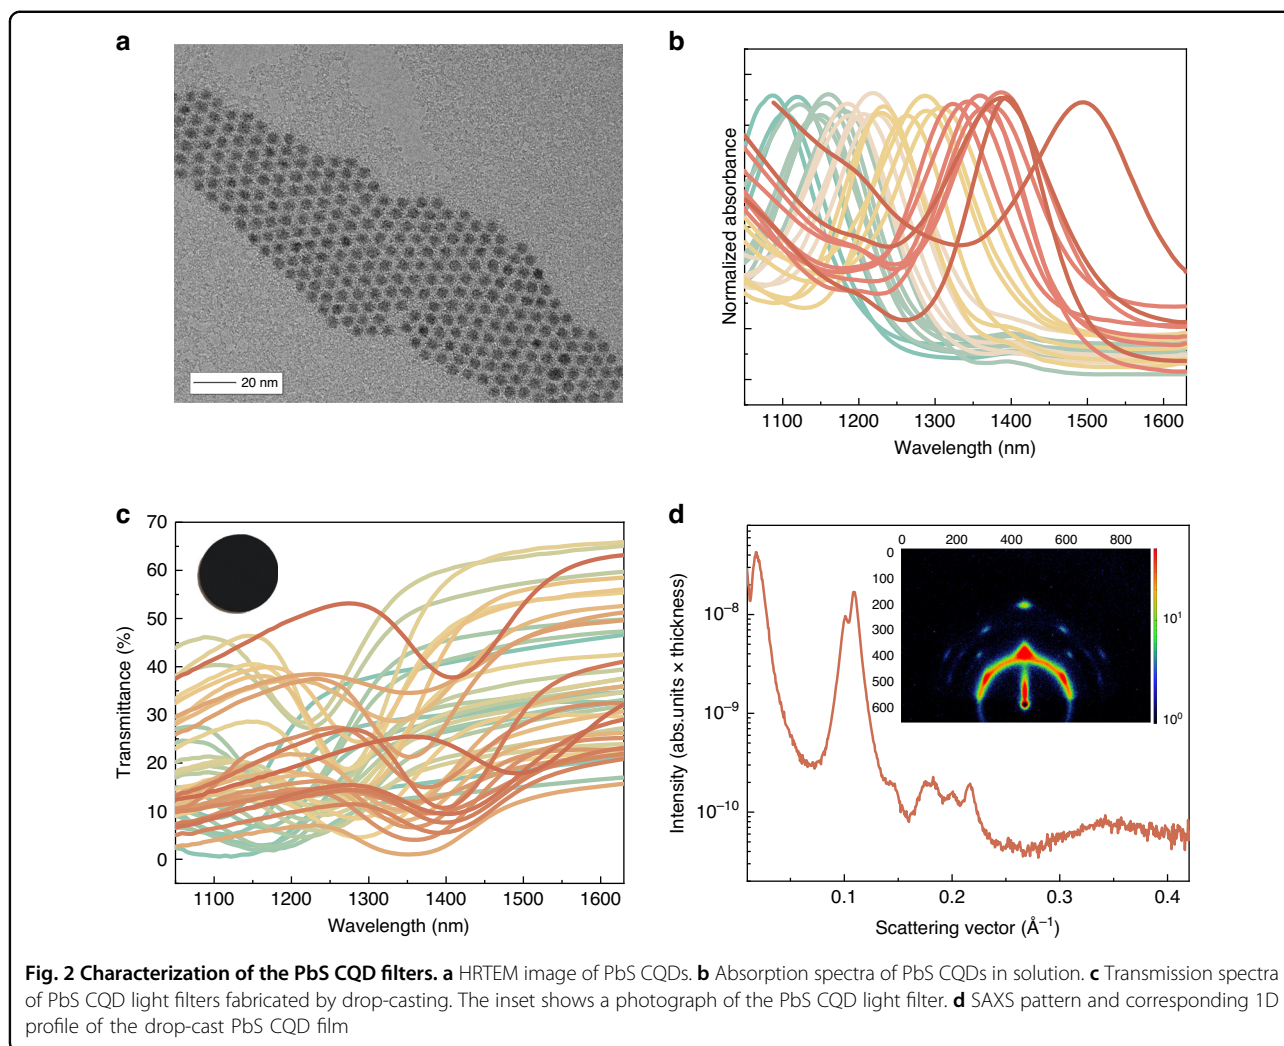 a
20 nm
b
Normalized absorbance
1100 1200 1300 1400 1500 1600
Wavelength (nm)
c
70
60
50
40
30
20
10
0
Transmittance (%)
1100 1200 1300 1400 1500 1600
Wavelength (nm)
d
0 200 400 600 800
0
100
200
300
400
500
600
10¹
10⁰
10⁻⁸
10⁻⁹
10⁻¹⁰
Intensity (abs.units × thickness)
0.1 0.2 0.3 0.4
Scattering vector (Å⁻¹)
Fig. 2 Characterization of the PbS CQD filters. a HRTEM image of PbS CQDs. b Absorption spectra of PbS CQDs in solution. c Transmission spectra
of PbS CQD light filters fabricated by drop-casting. The inset shows a photograph of the PbS CQD light filter. d SAXS pattern and corresponding 1D
profile of the drop-cast PbS CQD film